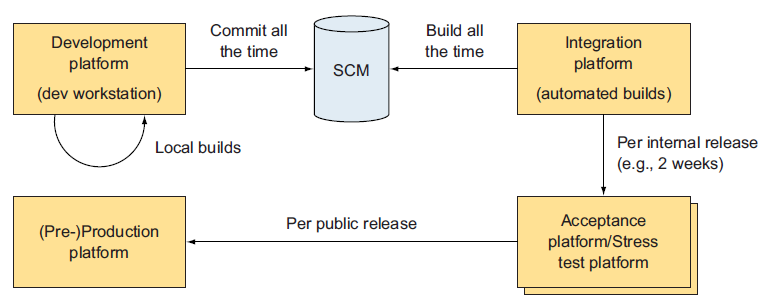 Development
platform
(dev workstation)
Commit all
the time
SCM
Build all
the time
Integration
platform
(automated builds)
Local builds
Per internal release
(e.g., 2 weeks)
(Pre-)Production
platform
Per public release
Acceptance
platform/Stress
test platform